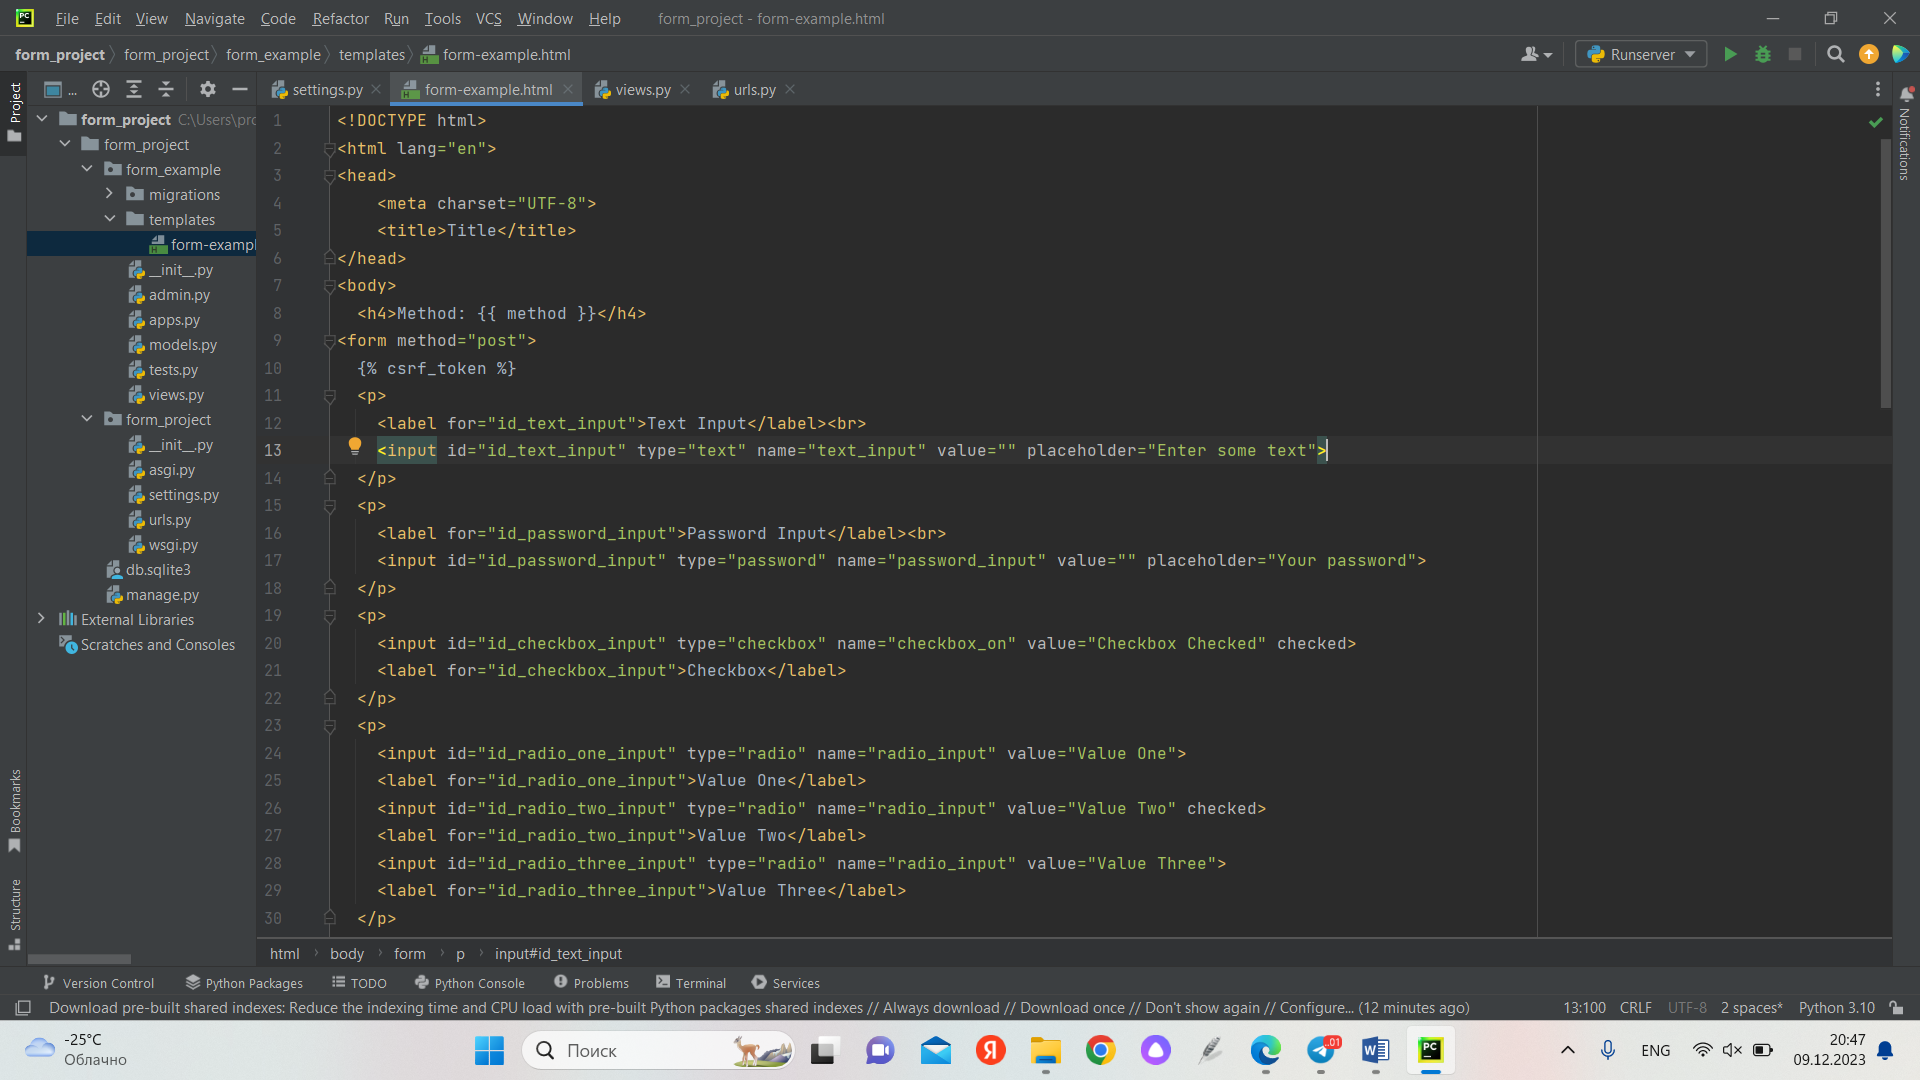 File Edit View Navigate Code Refactor Run Tools VCS Window Help form_project - form-example.html
form_project form_project form_example templates form-example.html Runserver
Project ... settings.py form-example.html views.py urls.py
form_project C:\Users\pro
form_project
form_example
migrations
templates
form-exampl
__init__.py
admin.py
apps.py
models.py
tests.py
views.py
form_project
__init__.py
asgi.py
settings.py
urls.py
wsgi.py
db.sqlite3
manage.py
External Libraries
Scratches and Consoles
Bookmarks
Structure
Notifications
1 <!DOCTYPE html>
2 <html lang="en">
3 <head>
4 <meta charset="UTF-8">
5 <title>Title</title>
6 </head>
7 <body>
8 <h4>Method: {{ method }}</h4>
9 <form method="post">
10 {% csrf_token %}
11 <p>
12 <label for="id_text_input">Text Input</label><br>
13 <input id="id_text_input" type="text" name="text_input" value="" placeholder="Enter some text">
14 </p>
15 <p>
16 <label for="id_password_input">Password Input</label><br>
17 <input id="id_password_input" type="password" name="password_input" value="" placeholder="Your password">
18 </p>
19 <p>
20 <input id="id_checkbox_input" type="checkbox" name="checkbox_on" value="Checkbox Checked" checked>
21 <label for="id_checkbox_input">Checkbox</label>
22 </p>
23 <p>
24 <input id="id_radio_one_input" type="radio" name="radio_input" value="Value One">
25 <label for="id_radio_one_input">Value One</label>
26 <input id="id_radio_two_input" type="radio" name="radio_input" value="Value Two" checked>
27 <label for="id_radio_two_input">Value Two</label>
28 <input id="id_radio_three_input" type="radio" name="radio_input" value="Value Three">
29 <label for="id_radio_three_input">Value Three</label>
30 </p>
html body form p input#id_text_input
Version Control Python Packages TODO Python Console Problems Terminal Services
Download pre-built shared indexes: Reduce the indexing time and CPU load with pre-built Python packages shared indexes // Always download // Download once // Don't show again // Configure... (12 minutes ago) 13:100 CRLF UTF-8 2 spaces* Python 3.10
-25°C
Облачно
Поиск
..01
ENG
20:47
09.12.2023